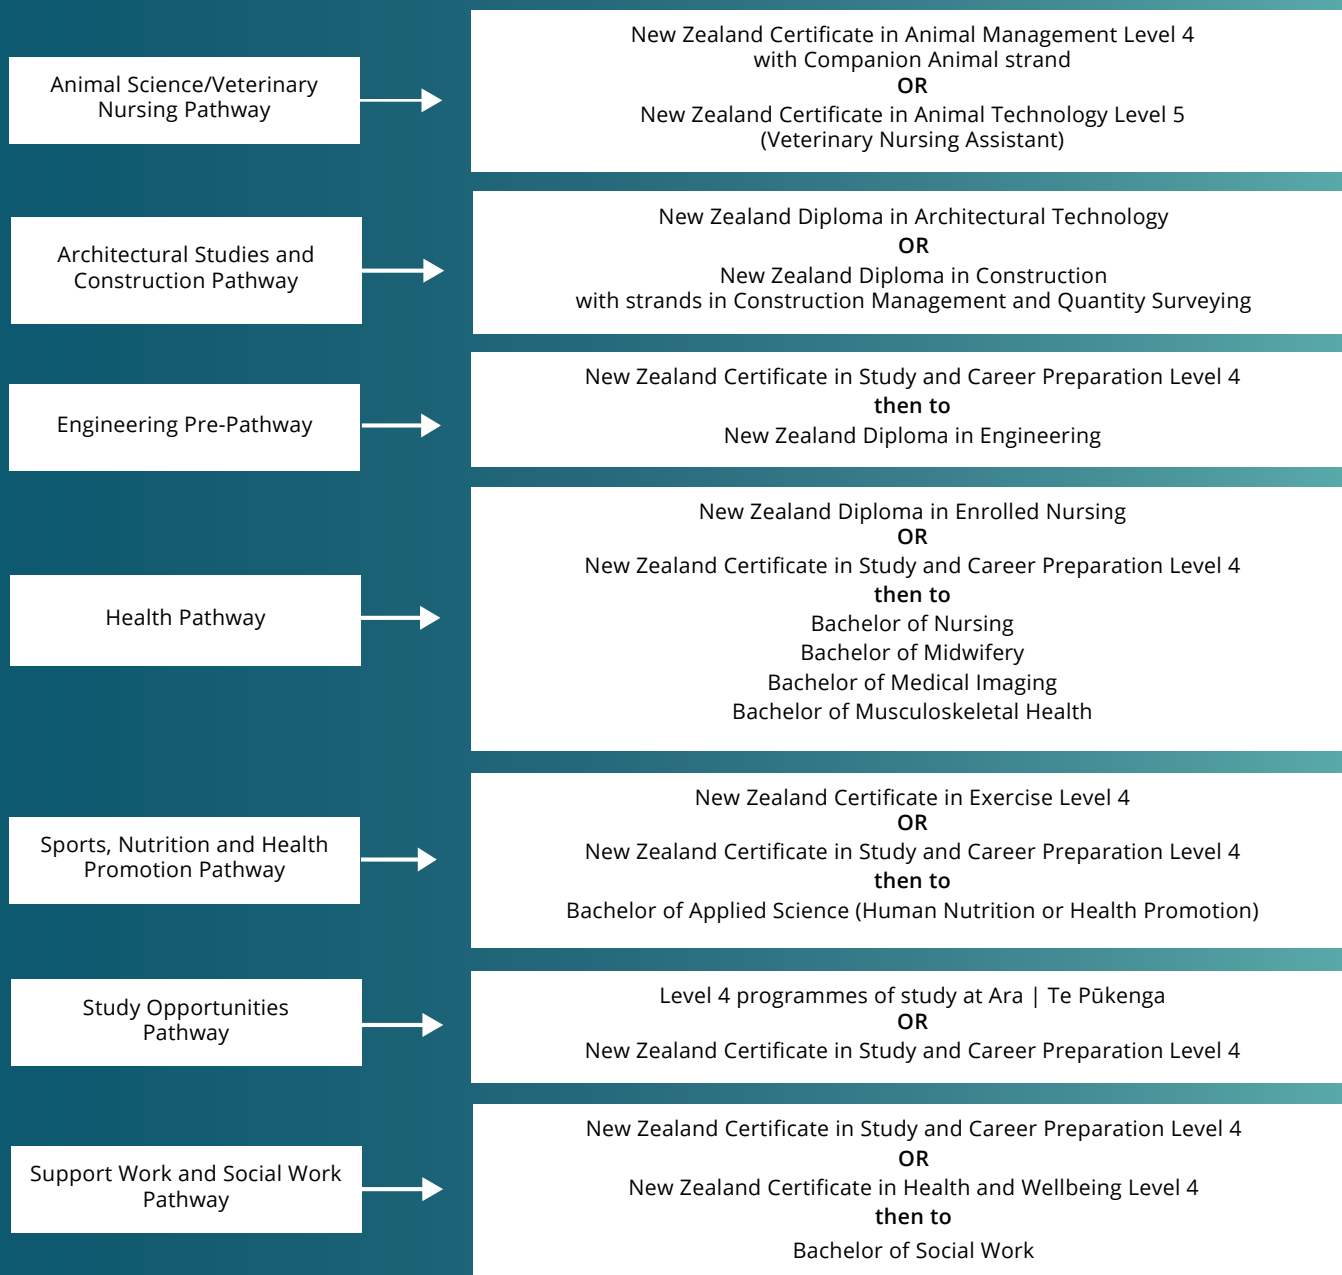 Animal Science/Veterinary
Nursing Pathway
New Zealand Certificate in Animal Management Level 4
with Companion Animal strand
OR
New Zealand Certificate in Animal Technology Level 5
(Veterinary Nursing Assistant)
Architectural Studies and
Construction Pathway
New Zealand Diploma in Architectural Technology
OR
New Zealand Diploma in Construction
with strands in Construction Management and Quantity Surveying
Engineering Pre-Pathway
New Zealand Certificate in Study and Career Preparation Level 4
then to
New Zealand Diploma in Engineering
Health Pathway
New Zealand Diploma in Enrolled Nursing
OR
New Zealand Certificate in Study and Career Preparation Level 4
then to
Bachelor of Nursing
Bachelor of Midwifery
Bachelor of Medical Imaging
Bachelor of Musculoskeletal Health
Sports, Nutrition and Health
Promotion Pathway
New Zealand Certificate in Exercise Level 4
OR
New Zealand Certificate in Study and Career Preparation Level 4
then to
Bachelor of Applied Science (Human Nutrition or Health Promotion)
Study Opportunities
Pathway
Level 4 programmes of study at Ara | Te Pūkenga
OR
New Zealand Certificate in Study and Career Preparation Level 4
Support Work and Social Work
Pathway
New Zealand Certificate in Study and Career Preparation Level 4
OR
New Zealand Certificate in Health and Wellbeing Level 4
then to
Bachelor of Social Work